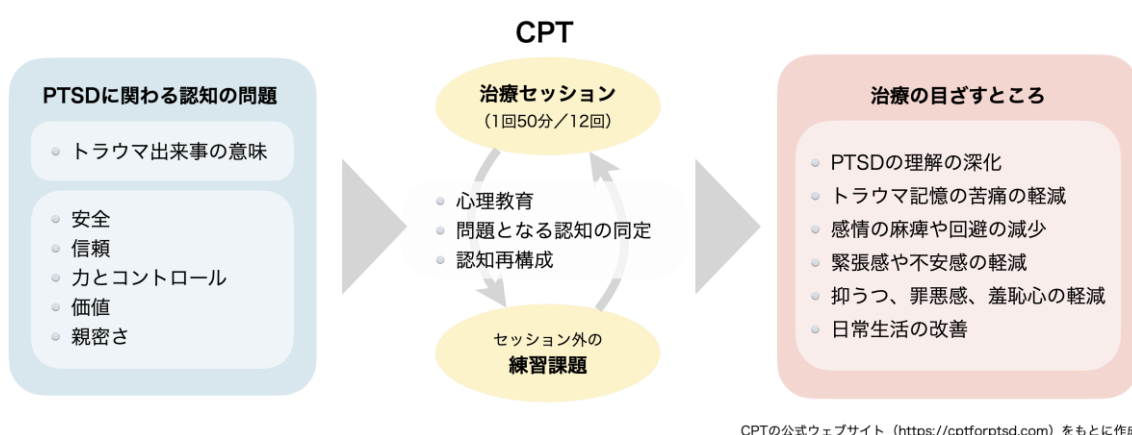 CPT
PTSDに関わる認知の問題
トラウマ出来事の意味
安全
信頼
力とコントロール
価値
親密さ
治療セッション
（1回50分／12回）
心理教育
問題となる認知の同定
認知再構成
セッション外の
練習課題
治療の目ざすところ
PTSDの理解の深化
トラウマ記憶の苦痛の軽減
感情の麻痺や回避の減少
緊張感や不安感の軽減
抑うつ、罪悪感、羞恥心の軽減
日常生活の改善
CPTの公式ウェブサイト（https://cptforptsd.com）をもとに作成